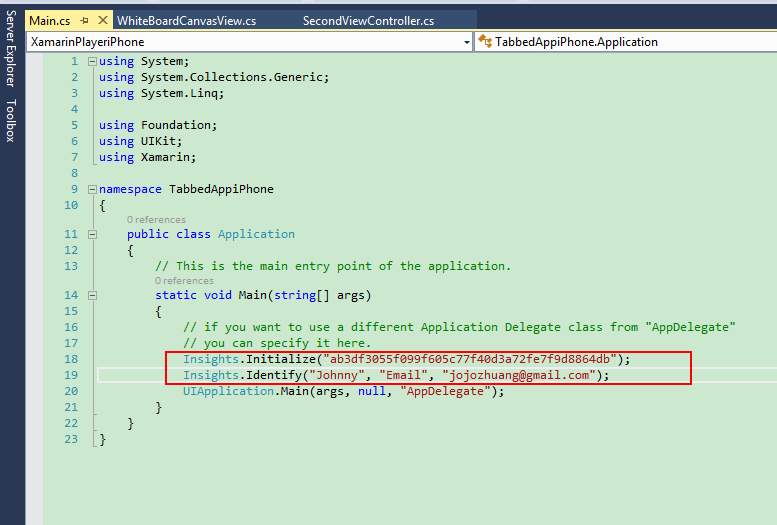 Main.cs
WhiteBoardCanvasView.cs
SecondViewController.cs
Server Explorer
Toolbox
XamarinPlayeriPhone
TabbedAppiPhone.Application
1 using System;
2 using System.Collections.Generic;
3 using System.Linq;
4
5 using Foundation;
6 using UIKit;
7 using Xamarin;
8
9 namespace TabbedAppiPhone
10 {
0 references
11 public class Application
12 {
13 // This is the main entry point of the application.
0 references
14 static void Main(string[] args)
15 {
16 // if you want to use a different Application Delegate class from "AppDelegate"
17 // you can specify it here.
18 Insights.Initialize("ab3df3055f099f605c77f40d3a72fe7f9d8864db");
19 Insights.Identify("Johnny", "Email", "jojozhuang@gmail.com");
20 UIApplication.Main(args, null, "AppDelegate");
21 }
22 }
23 }